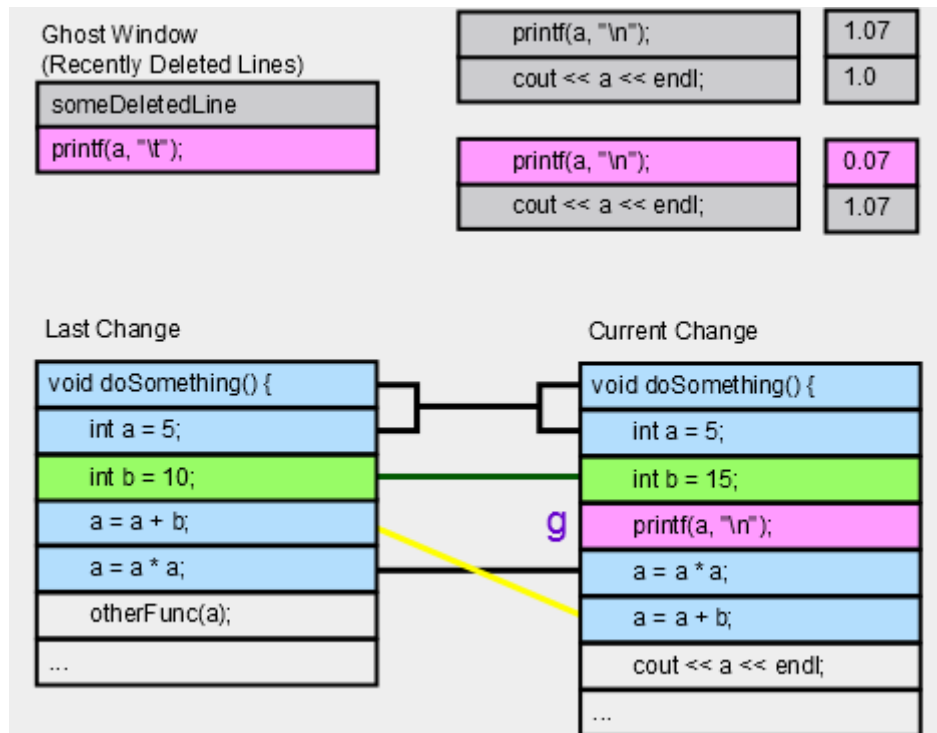 Ghost Window
(Recently Deleted Lines)
someDeletedLine
printf(a, "\t");
printf(a, "\n"); 1.07
cout << a << endl; 1.0
printf(a, "\n"); 0.07
cout << a << endl; 1.07
Last Change
void doSomething() {
int a = 5;
int b = 10;
a = a + b;
a = a * a;
otherFunc(a);
...
g
Current Change
void doSomething() {
int a = 5;
int b = 15;
printf(a, "\n");
a = a * a;
a = a + b;
cout << a << endl;
...